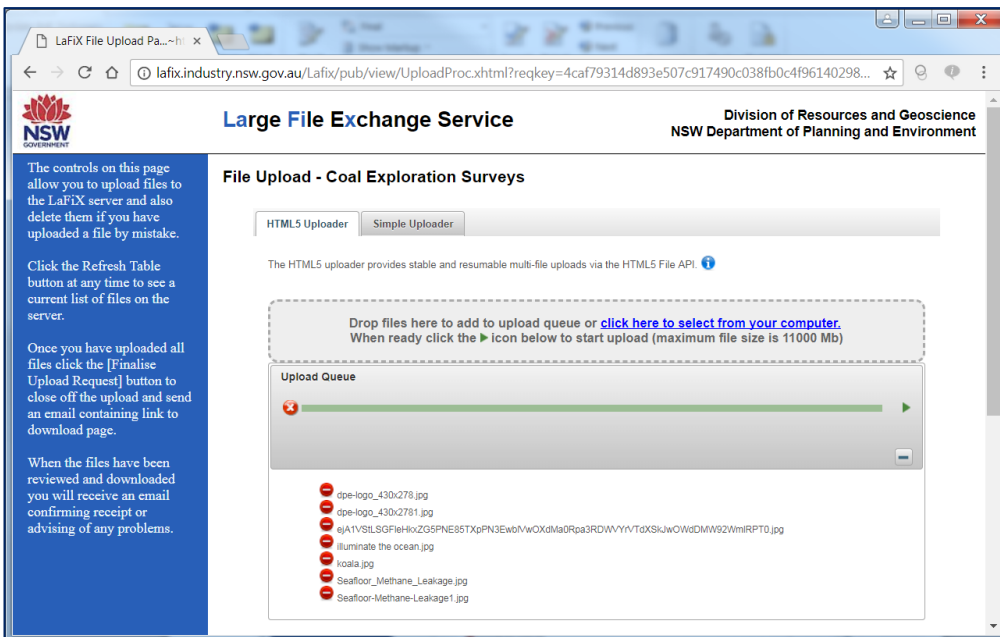 LaFiX File Upload Pa...~h
lafix.industry.nsw.gov.au/Lafix/pub/view/UploadProc.xhtml?reqkey=4caf79314d893e507c917490c038fb0c4f96140298...
NSW
GOVERNMENT
Large File Exchange Service
Division of Resources and Geoscience
NSW Department of Planning and Environment
The controls on this page
allow you to upload files to
the LaFiX server and also
delete them if you have
uploaded a file by mistake.
Click the Refresh Table
button at any time to see a
current list of files on the
server.
Once you have uploaded all
files click the [Finalise
Upload Request] button to
close off the upload and send
an email containing link to
download page.
When the files have been
reviewed and downloaded
you will receive an email
confirming receipt or
advising of any problems.
File Upload - Coal Exploration Surveys
HTML5 Uploader
Simple Uploader
The HTML5 uploader provides stable and resumable multi-file uploads via the HTML5 File API.
Drop files here to add to upload queue or click here to select from your computer.
When ready click the icon below to start upload (maximum file size is 11000 Mb)
Upload Queue
dpe-logo_430x278.jpg
dpe-logo_430x2781.jpg
illuminate the ocean.jpg
koala.jpg
Seafloor_Methane_Leakage.jpg
Seafloor-Methane-Leakage1.jpg